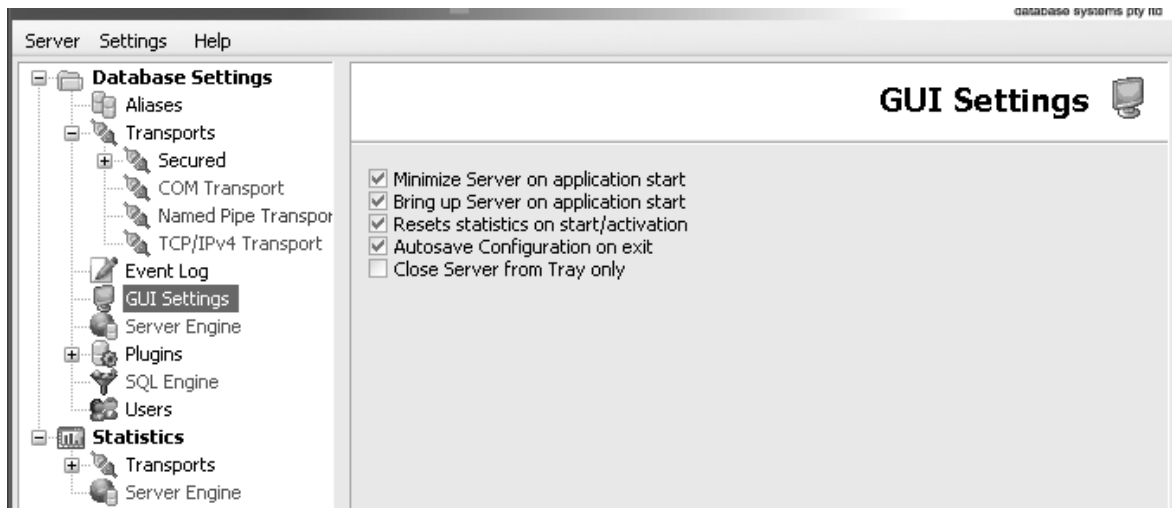 database systems pty ltd
Server Settings Help
Database Settings
Aliases
Transports
Secured
COM Transport
Named Pipe Transpor
TCP/IPv4 Transport
Event Log
GUI Settings
Server Engine
Plugins
SQL Engine
Users
Statistics
Transports
Server Engine
GUI Settings
Minimize Server on application start
Bring up Server on application start
Resets statistics on start/activation
Autosave Configuration on exit
Close Server from Tray only